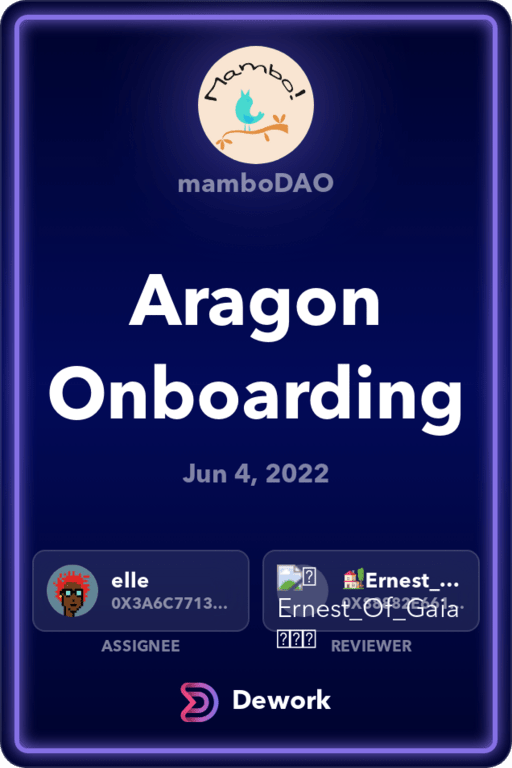 Mambo!
mamboDAO
Aragon
Onboarding
Jun 4, 2022
elle
0X3A6C7713...
ASSIGNEE
🏡Ernest_...
Ernest_Of_Gaia
REVIEWER
Dework